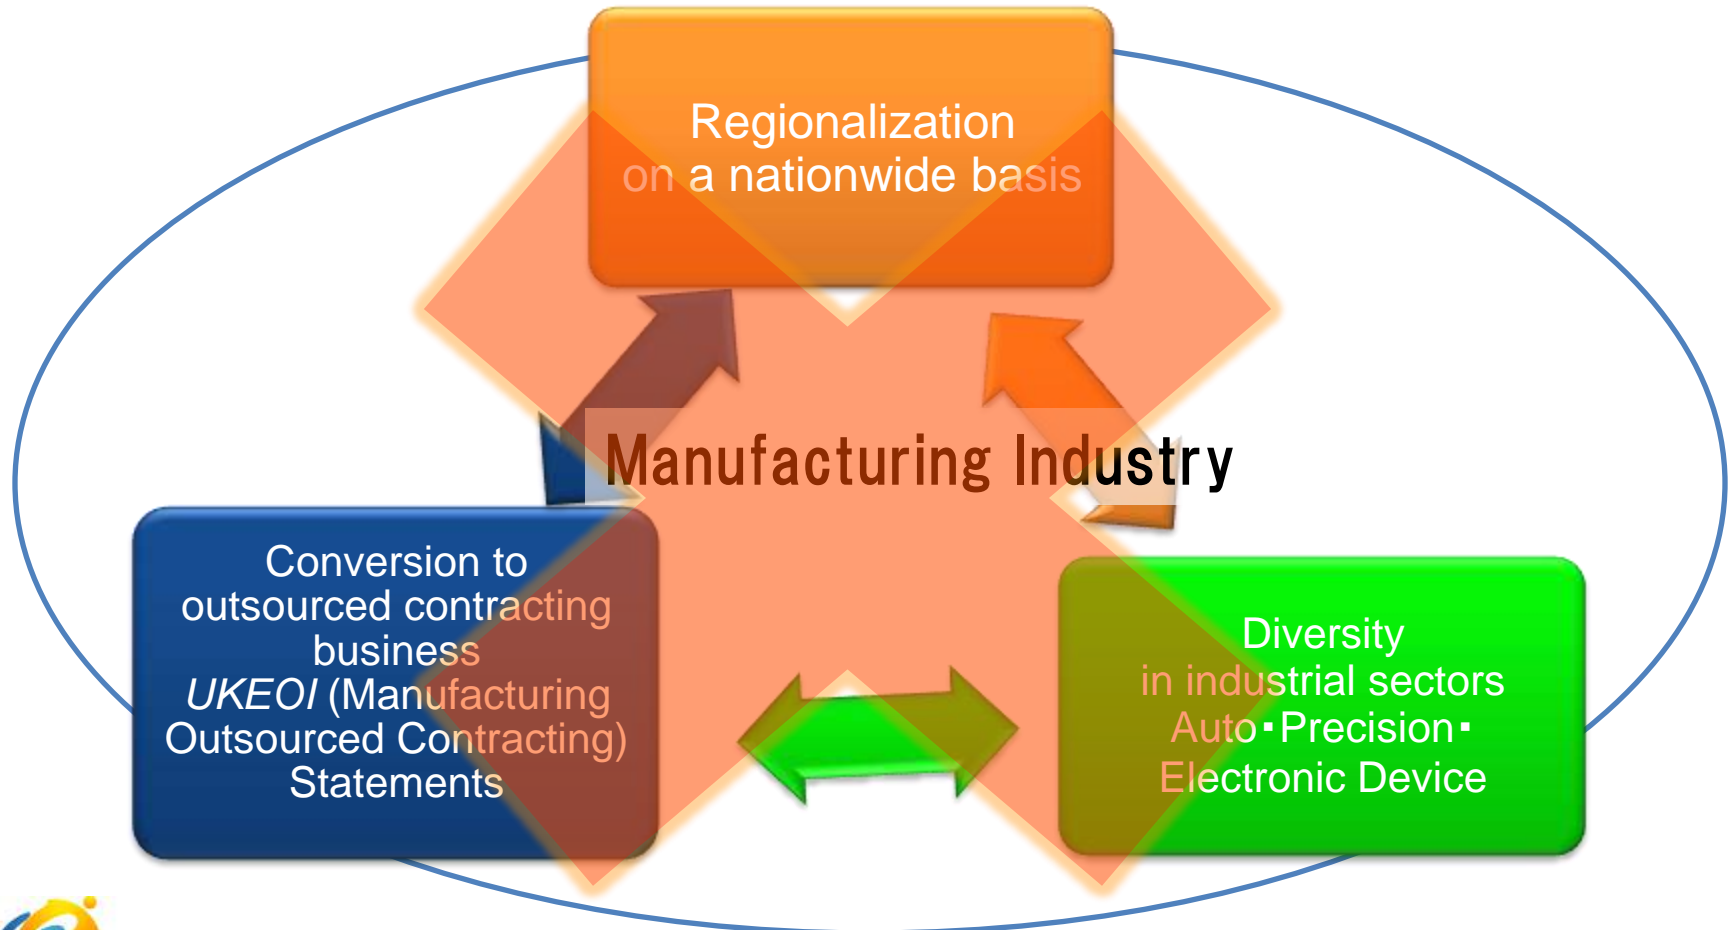 Regionalization
on a nationwide basis
Manufacturing Industry
Conversion to
outsourced contracting
business
UKEOI (Manufacturing
Outsourced Contracting)
Statements
Diversity
in industrial sectors
Auto･Precision･
Electronic Device